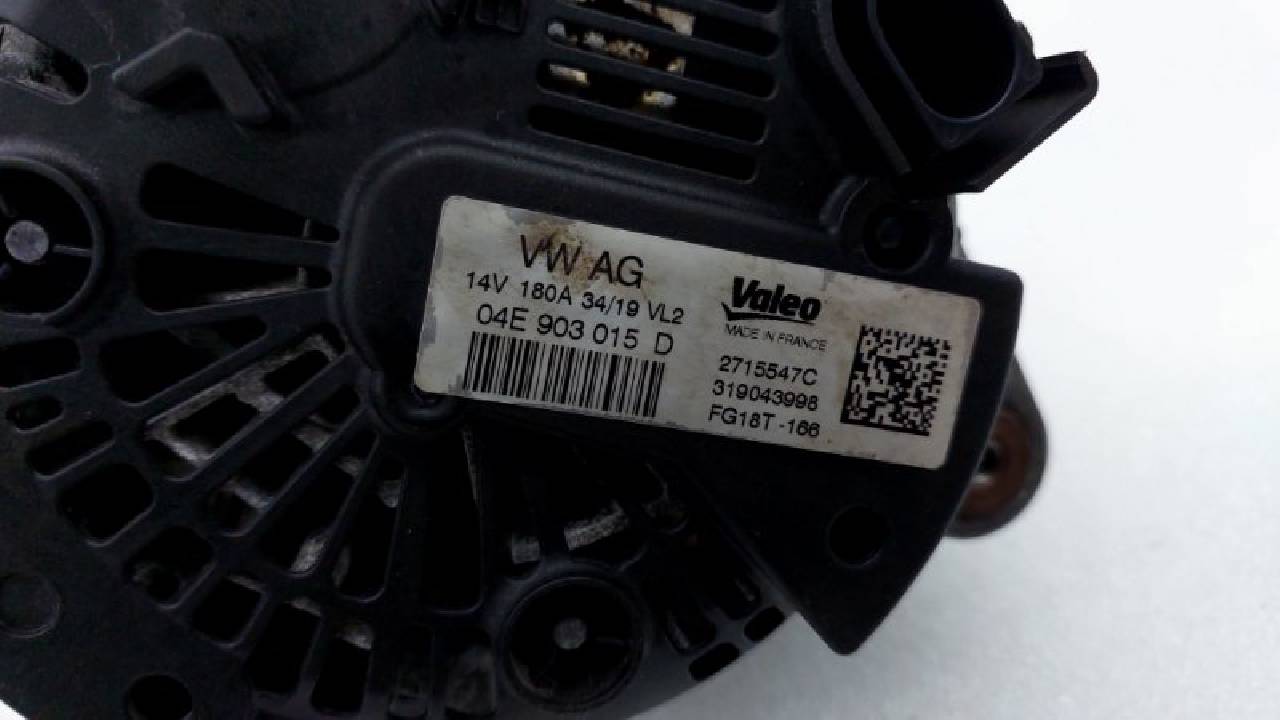 VW AG
14V 180A 34/19 VL2
04E 903 015 D
Valeo
MADE IN FRANCE
2715547C
319043998
FG18T -166